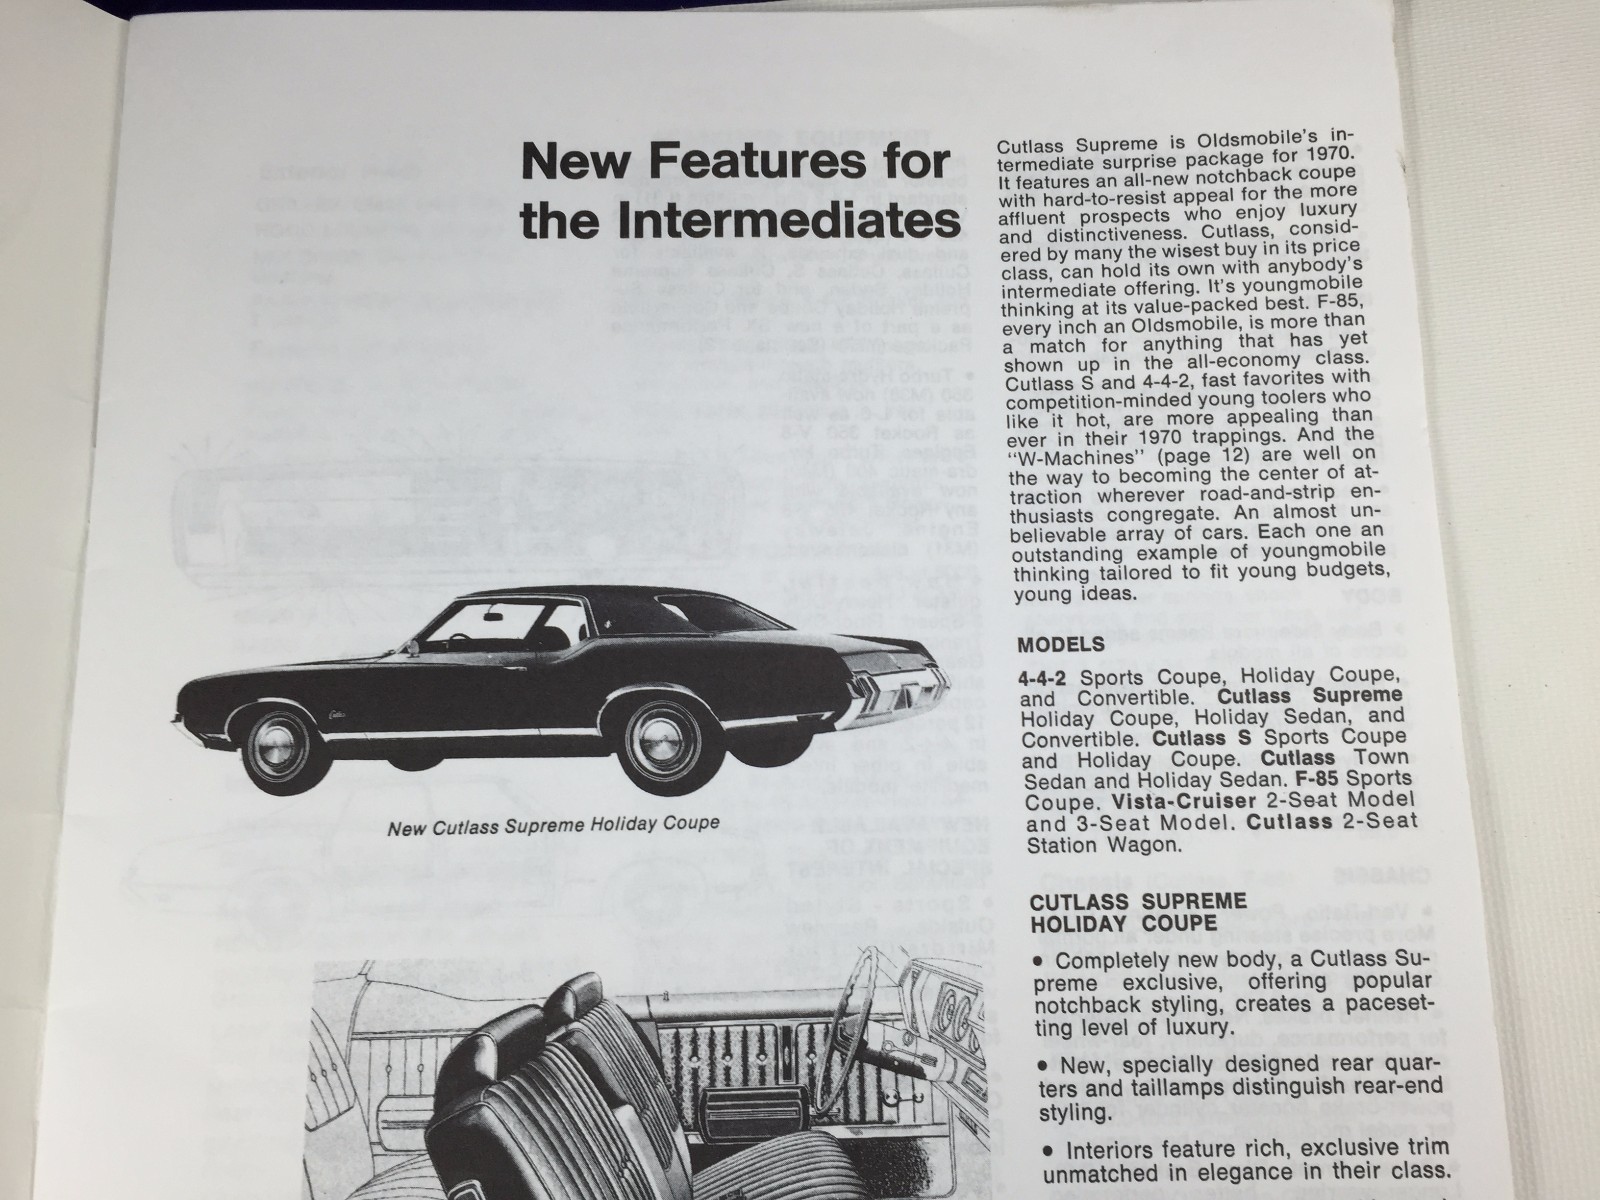 New Features for
the Intermediates
Cutlass Supreme is Oldsmobile's in-
termediate surprise package for 1970.
It features an all-new notchback coupe
with hard-to-resist appeal for the more
affluent prospects who enjoy luxury
and distinctiveness. Cutlass, consid-
ered by many the wisest buy in its price
class, can hold its own with anybody's
intermediate offering. It's youngmobile
thinking at its value-packed best. F-85,
every inch an Oldsmobile, is more than
a match for anything that has yet
shown up in the all-economy class.
Cutlass S and 4-4-2, fast favorites with
competition-minded young toolers who
like it hot, are more appealing than
ever in their 1970 trappings. And the
"W-Machines" (page 12) are well on
the way to becoming the center of at-
traction wherever road-and-strip en-
thusiasts congregate. An almost un-
believable array of cars. Each one an
outstanding example of youngmobile
thinking tailored to fit young budgets,
young ideas.
MODELS
4-4-2 Sports Coupe, Holiday Coupe,
and Convertible. Cutlass Supreme
Holiday Coupe, Holiday Sedan, and
Convertible. Cutlass S Sports Coupe
and Holiday Coupe. Cutlass Town
Sedan and Holiday Sedan. F-85 Sports
Coupe. Vista-Cruiser 2-Seat Model
and 3-Seat Model. Cutlass 2-Seat
Station Wagon.
New Cutlass Supreme Holiday Coupe
CUTLASS SUPREME
HOLIDAY COUPE
• Completely new body, a Cutlass Su-
preme exclusive, offering popular
notchback styling, creates a paceset-
ting level of luxury.
• New, specially designed rear quar-
ters and taillamps distinguish rear-end
styling.
• Interiors feature rich, exclusive trim
unmatched in elegance in their class.